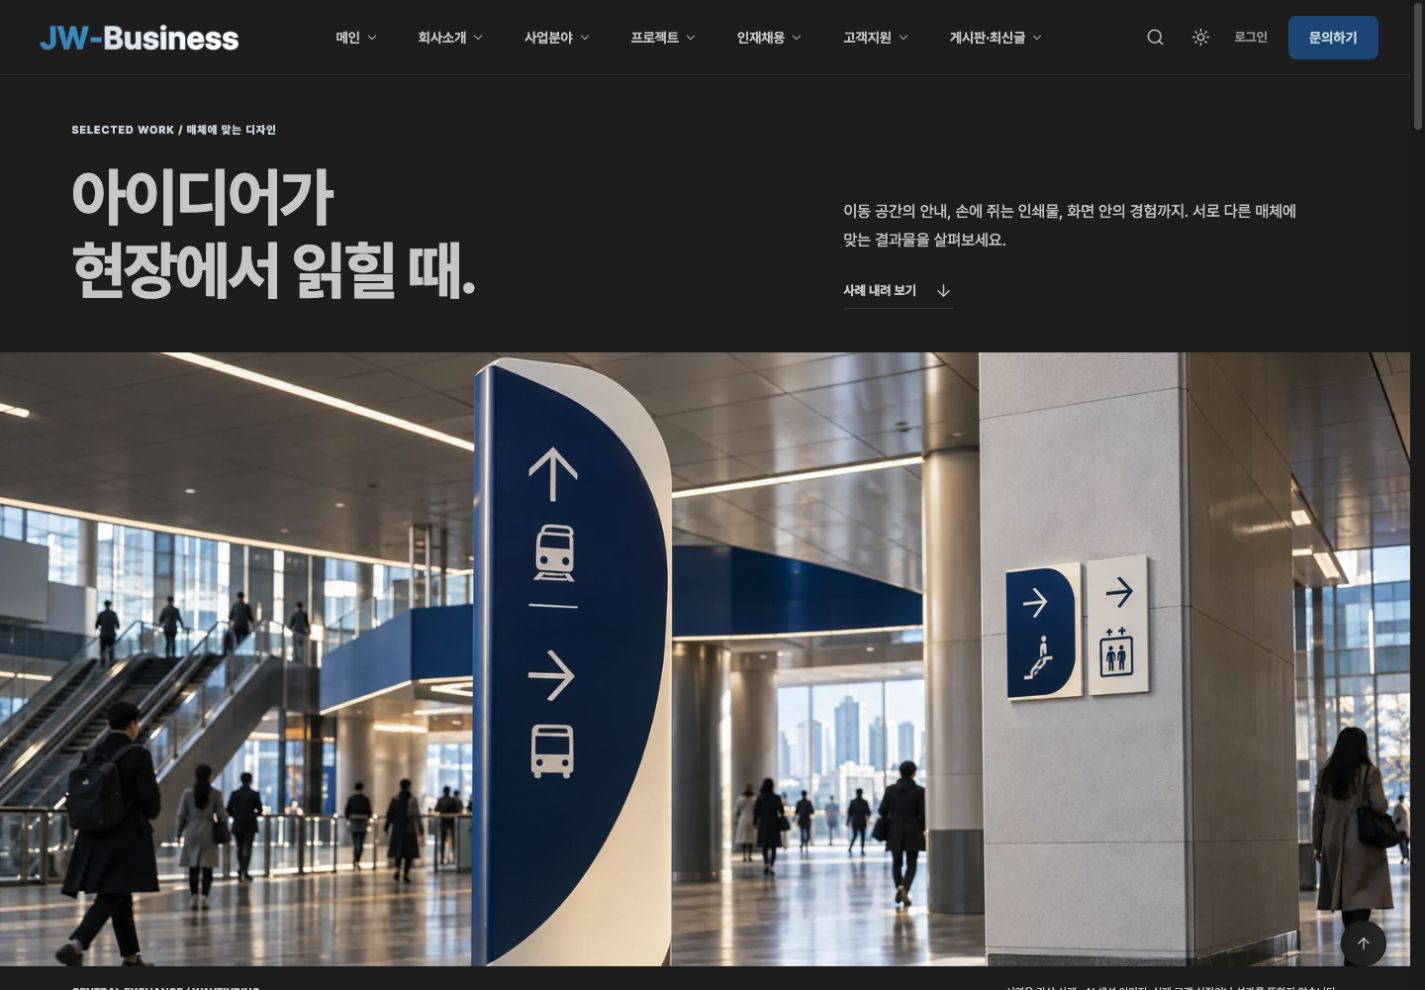 JW-Business
메인
회사소개
사업분야
프로젝트
인재채용
고객지원
게시판·최신글
로그인
문의하기
SELECTED WORK / 매체에 맞는 디자인
아이디어가
현장에서 읽힐 때.
이동 공간의 안내, 손에 쥐는 인쇄물, 화면 안의 경험까지. 서로 다른 매체에
맞는 결과물을 살펴보세요.
사례 내려 보기